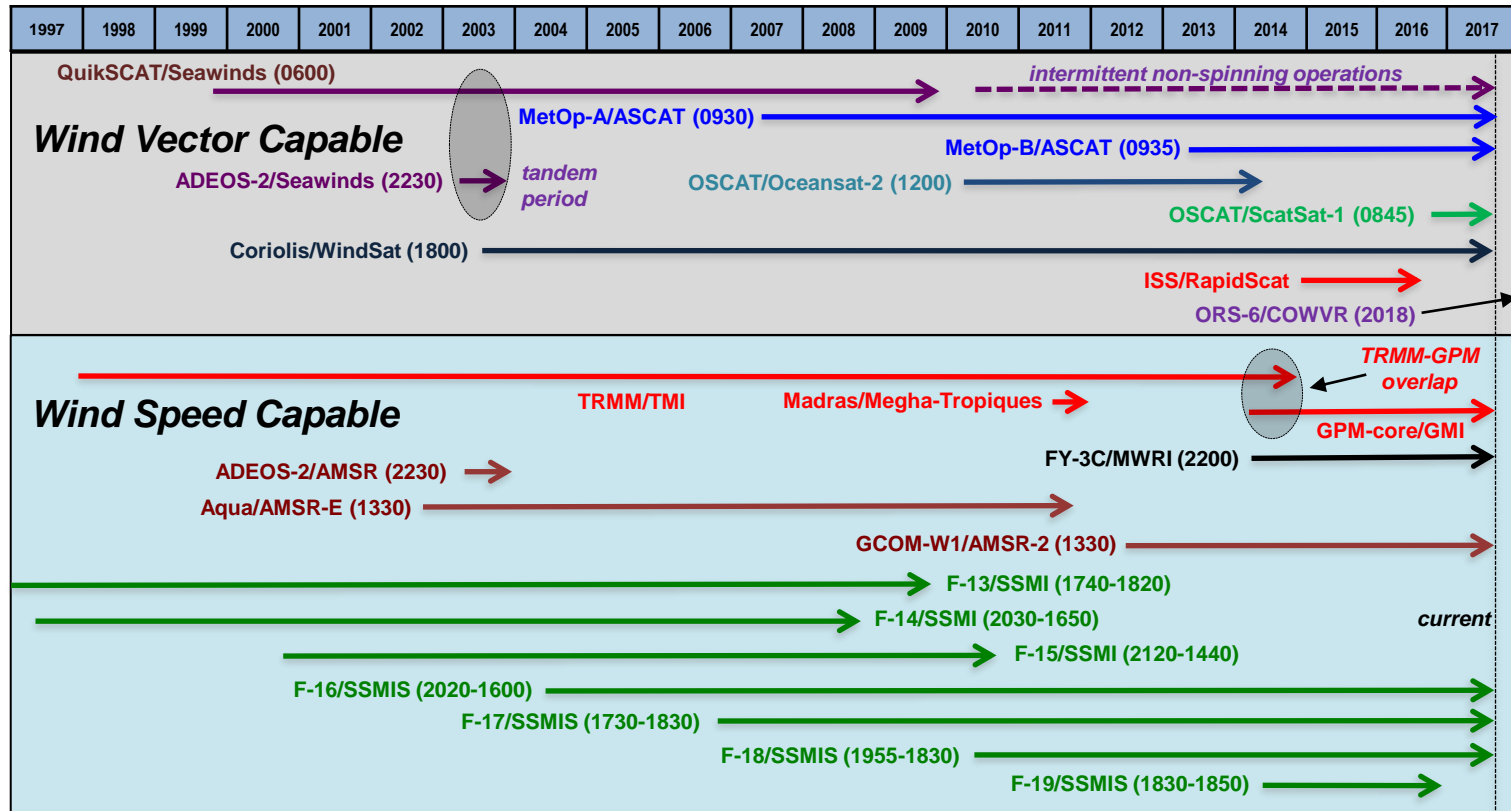 1997 1998 1999 2000 2001 2002 2003 2004 2005 2006 2007 2008 2009 2010 2011 2012 2013 2014 2015 2016 2017
QuikSCAT/Seawinds (0600)
intermittent non-spinning operations
Wind Vector Capable
MetOp-A/ASCAT (0930)
MetOp-B/ASCAT (0935)
ADEOS-2/Seawinds (2230)
tandem
period
OSCAT/Oceansat-2 (1200)
OSCAT/ScatSat-1 (0845)
Coriolis/WindSat (1800)
ISS/RapidScat
ORS-6/COWVR (2018)
TRMM-GPM
overlap
Wind Speed Capable
TRMM/TMI
Madras/Megha-Tropiques
GPM-core/GMI
ADEOS-2/AMSR (2230)
FY-3C/MWRI (2200)
Aqua/AMSR-E (1330)
GCOM-W1/AMSR-2 (1330)
F-13/SSMI (1740-1820)
F-14/SSMI (2030-1650)
current
F-15/SSMI (2120-1440)
F-16/SSMIS (2020-1600)
F-17/SSMIS (1730-1830)
F-18/SSMIS (1955-1830)
F-19/SSMIS (1830-1850)